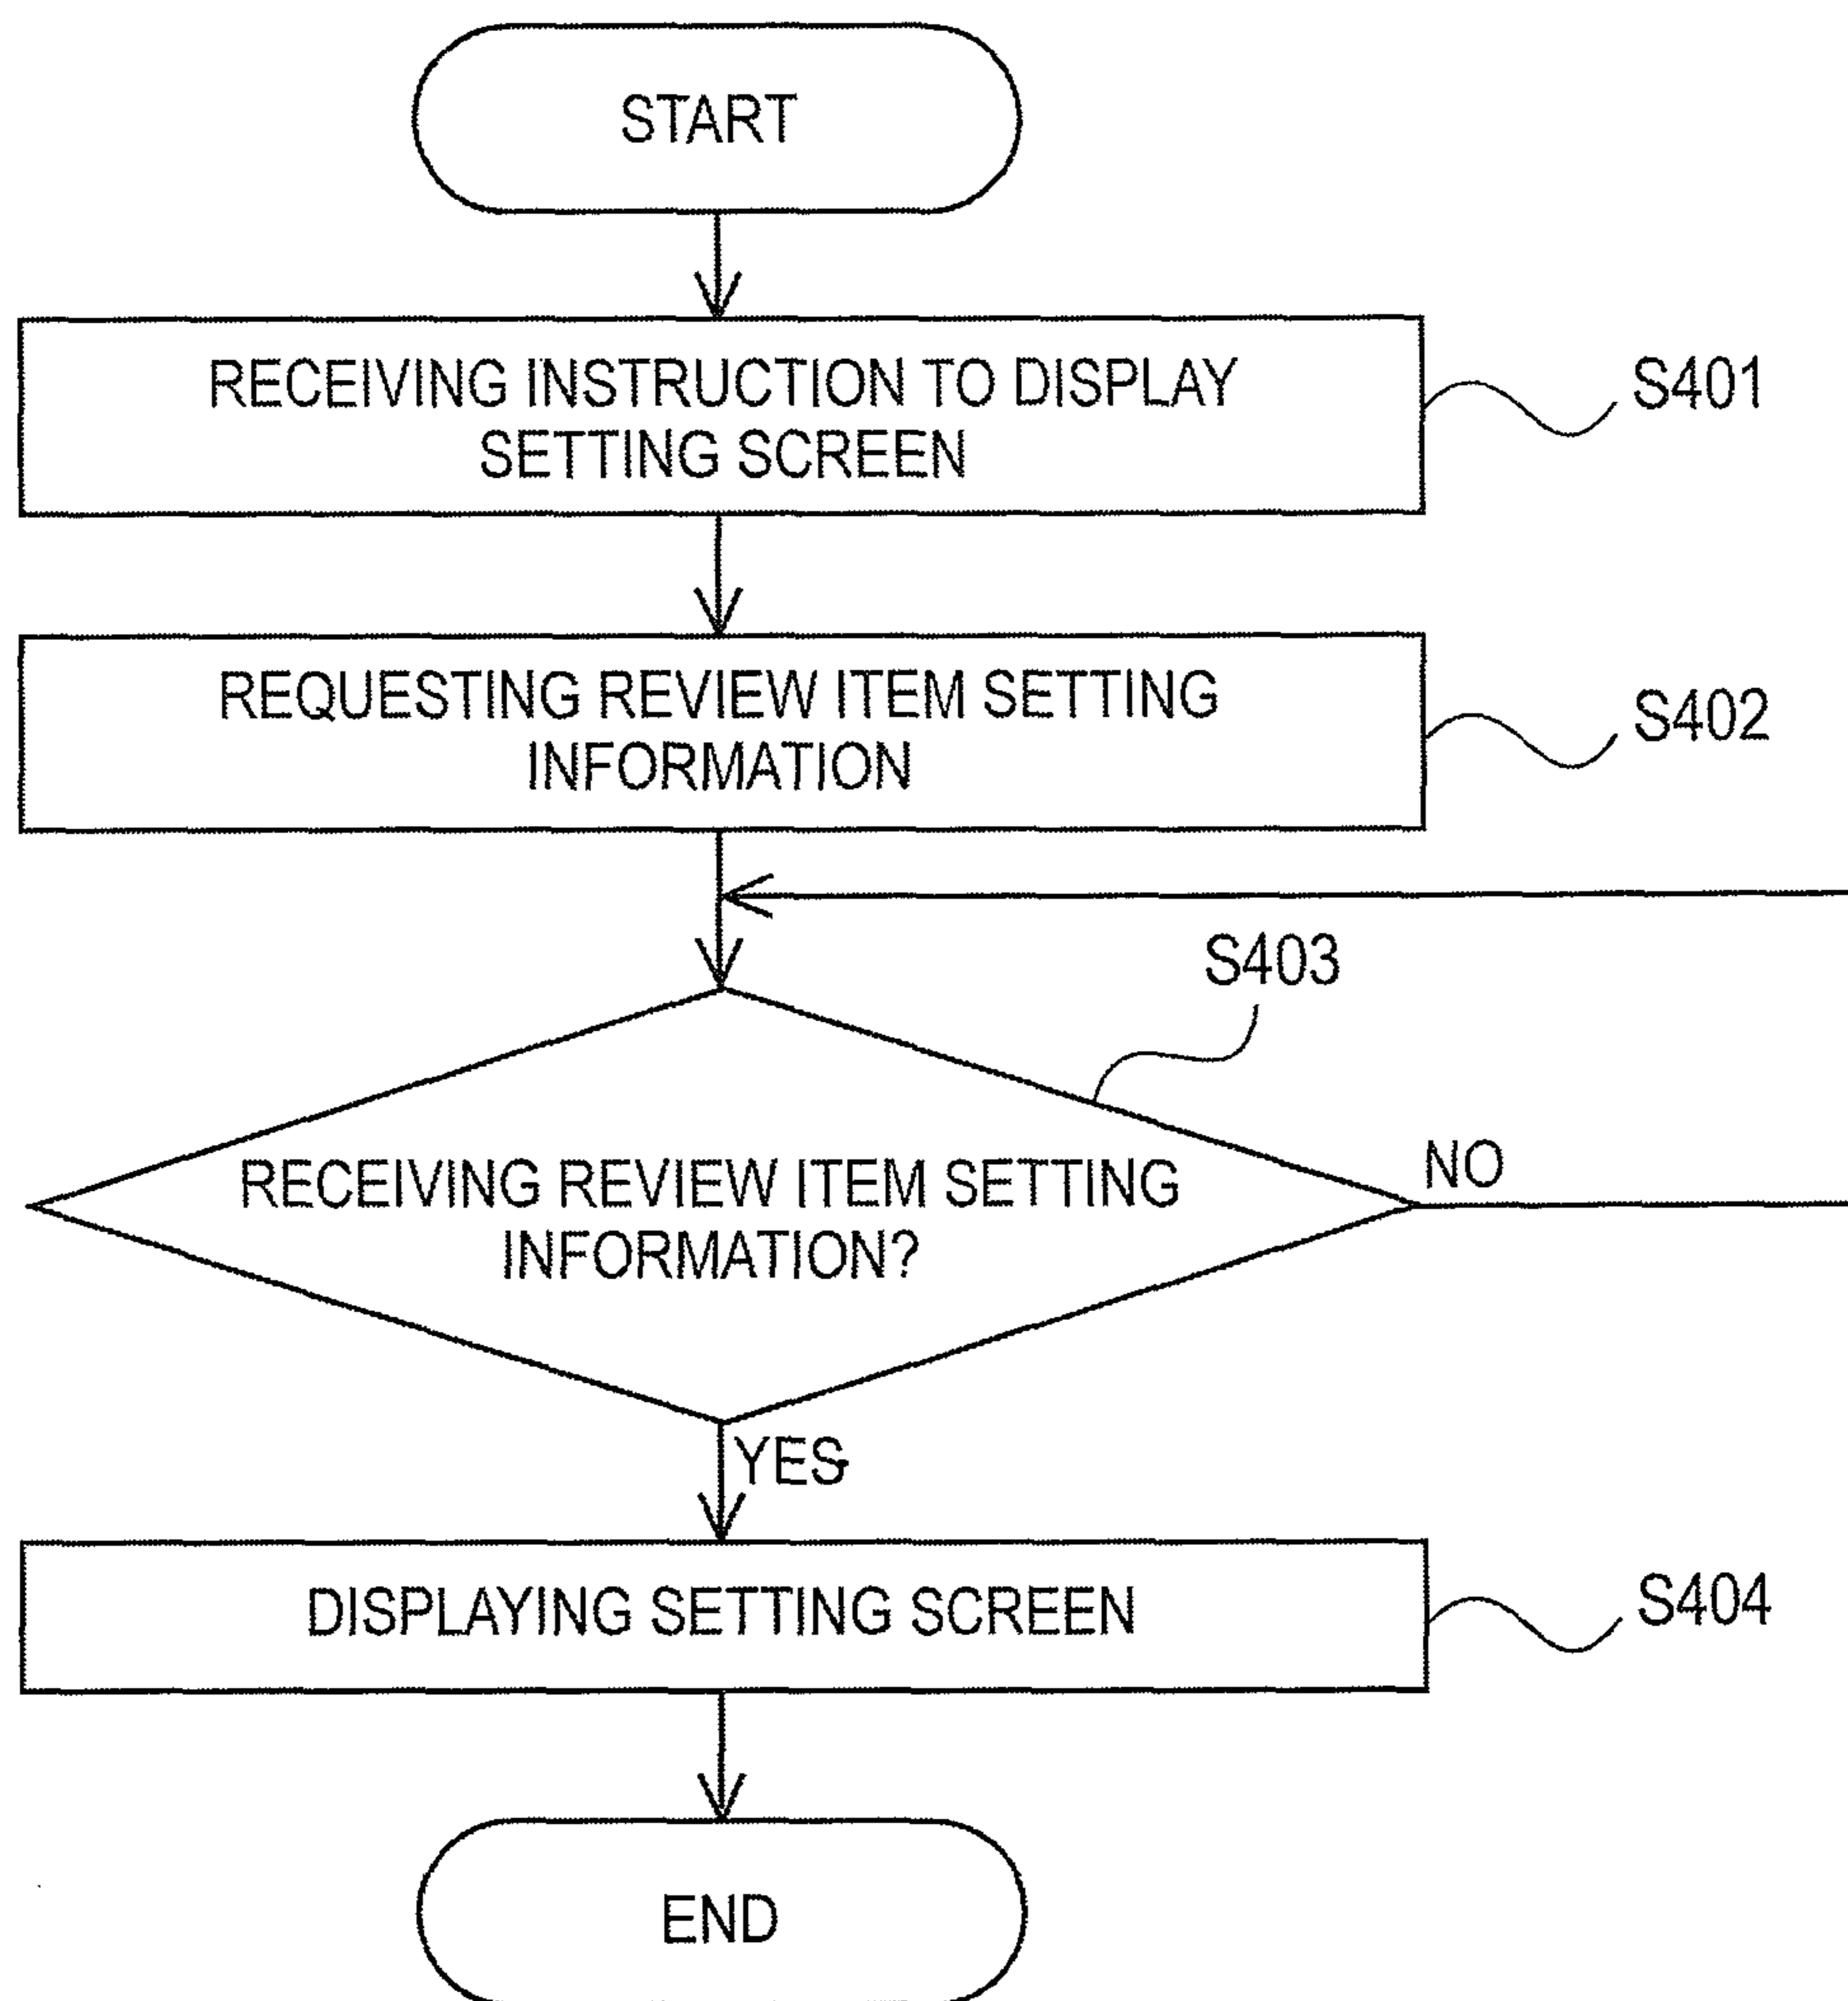 START
RECEIVING INSTRUCTION TO DISPLAY
SETTING SCREEN
S401
REQUESTING REVIEW ITEM SETTING
INFORMATION
S402
S403
RECEIVING REVIEW ITEM SETTING
INFORMATION?
NO
YES
DISPLAYING SETTING SCREEN
S404
END